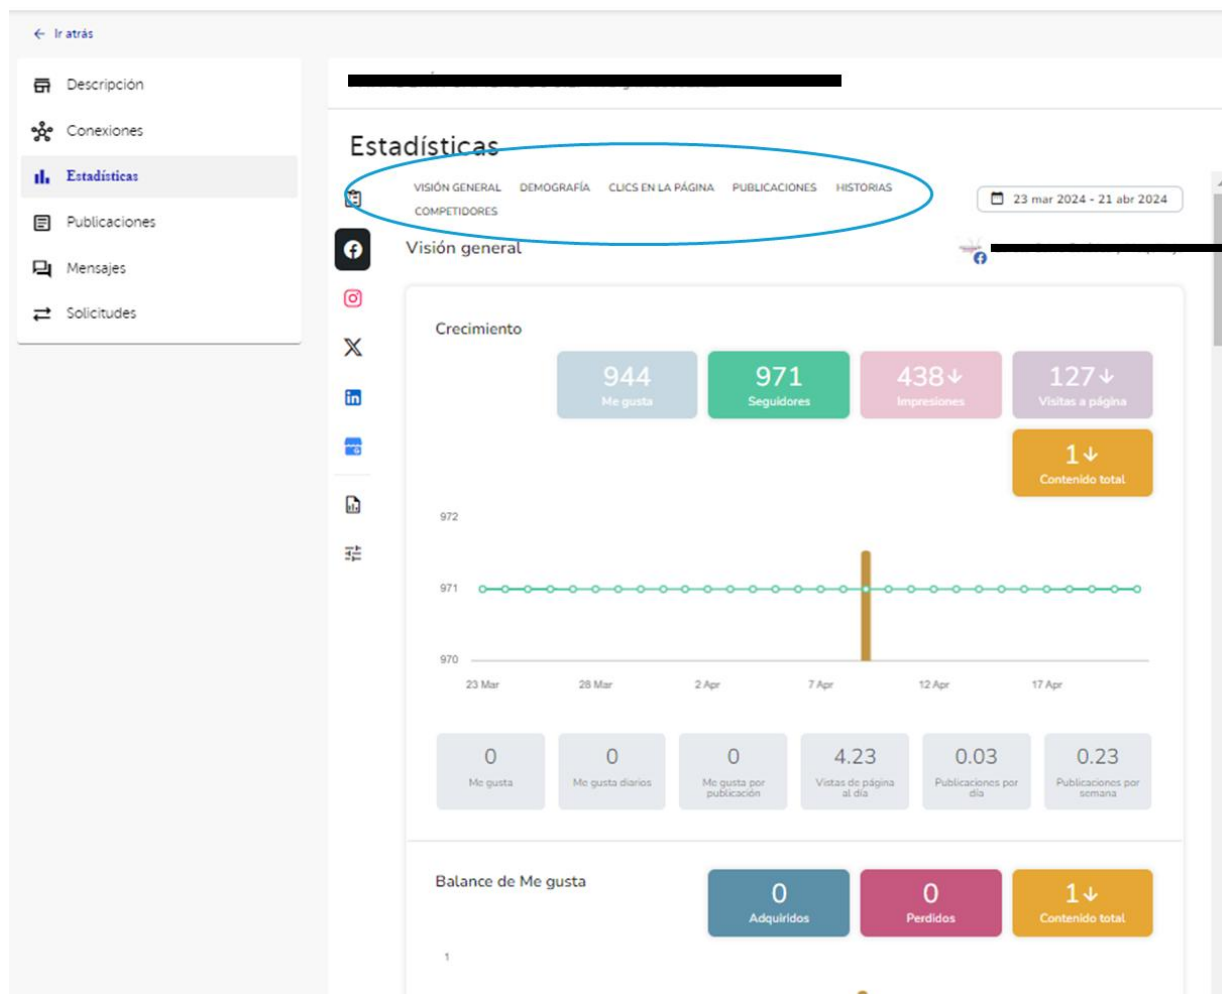 ← Ir atrás
Descripción
Conexiones
Estadísticas
Publicaciones
Mensajes
Solicitudes
Estadísticas
VISIÓN GENERAL DEMOGRAFÍA CLICS EN LA PÁGINA PUBLICACIONES HISTORIAS
COMPETIDORES
23 mar 2024 - 21 abr 2024
Visión general
Crecimiento
944
Me gusta
971
Seguidores
438↓
Impresiones
127↓
Visitas a página
1↓
Contenido total
972
971
970
23 Mar 28 Mar 2 Apr 7 Apr 12 Apr 17 Apr
0
Me gusta
0
Me gusta diarios
0
Me gusta por
publicación
4.23
Vistas de página
al día
0.03
Publicaciones por
día
0.23
Publicaciones por
semana
Balance de Me gusta
0
Adquiridos
0
Perdidos
1↓
Contenido total
1